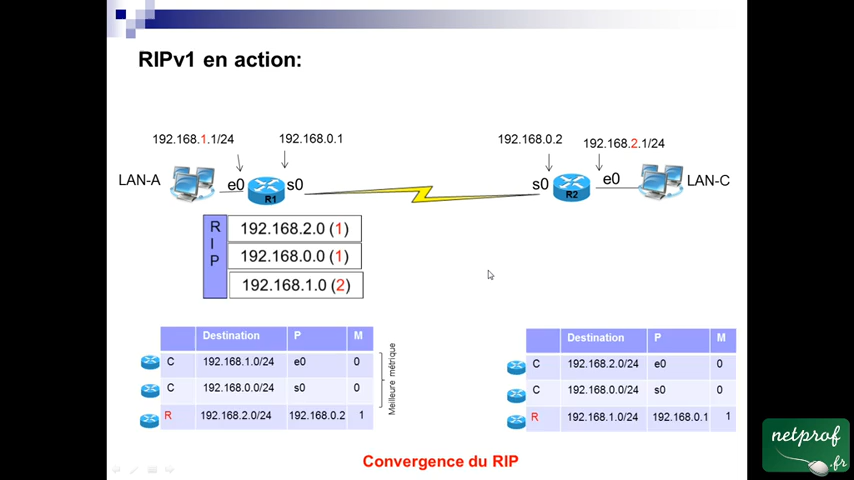 RIPv1 en action:
192.168.1.1/24
192.168.0.1
192.168.0.2
192.168.2.1/24
LAN-A
e0
R1
s0
s0
R2
e0
LAN-C
RIP
192.168.2.0 (1)
192.168.0.0 (1)
192.168.1.0 (2)
Destination P M
C 192.168.1.0/24 e0 0
C 192.168.0.0/24 s0 0
R 192.168.2.0/24 192.168.0.2 1
Meilleure métrique
Destination P M
C 192.168.2.0/24 e0 0
C 192.168.0.0/24 s0 0
R 192.168.1.0/24 192.168.0.1 1
Convergence du RIP
netprof
.fr